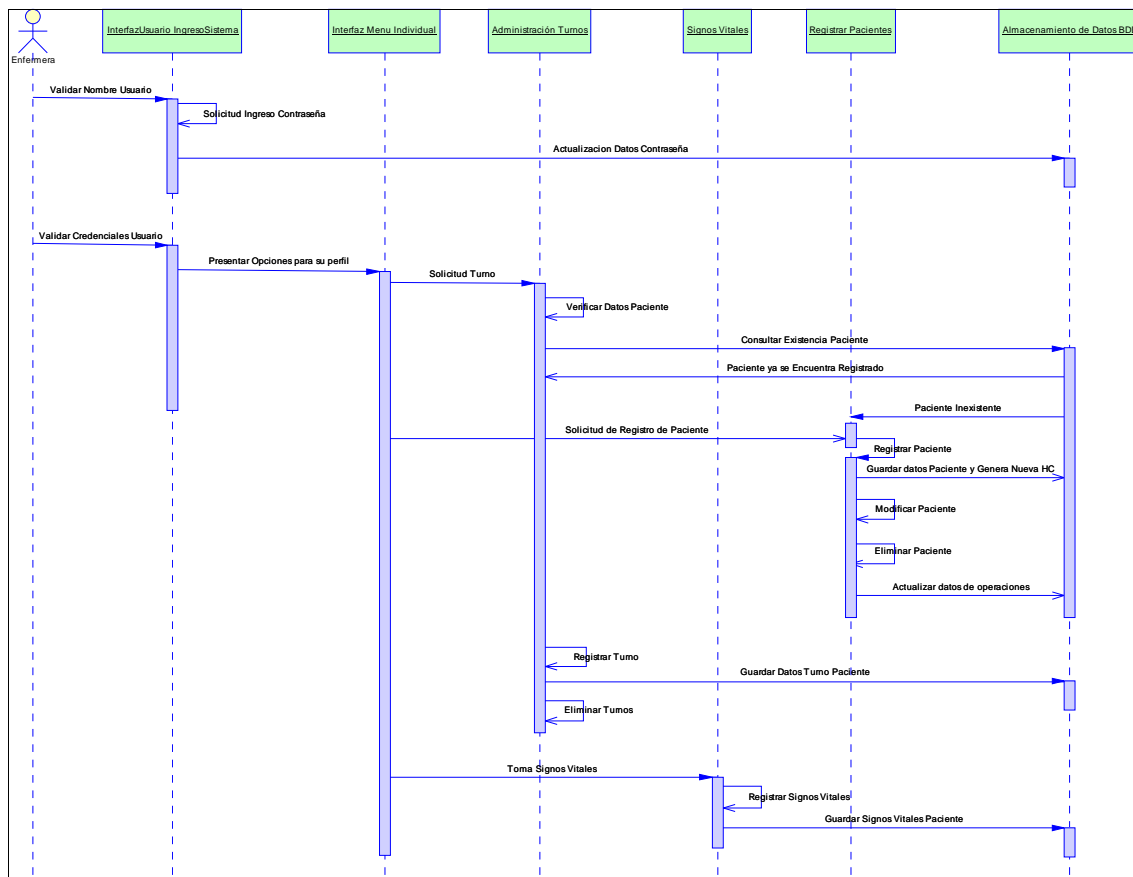 InterfazUsuario IngresoSistema
Interfaz Menu Individual
Administración Turnos
Signos Vitales
Registrar Pacientes
Almacenamiento de Datos BDD
Enfermera
Validar Nombre Usuario
Solicitud Ingreso Contraseña
Actualizacion Datos Contraseña
Validar Credenciales Usuario
Presentar Opciones para su perfil
Solicitud Turno
Verificar Datos Paciente
Consultar Existencia Paciente
Paciente ya se Encuentra Registrado
Paciente Inexistente
Solicitud de Registro de Paciente
Registrar Paciente
Guardar datos Paciente y Genera Nueva HC
Modificar Paciente
Eliminar Paciente
Actualizar datos de operaciones
Registrar Turno
Guardar Datos Turno Paciente
Eliminar Turnos
Toma Signos Vitales
Registrar Signos Vitales
Guardar Signos Vitales Paciente